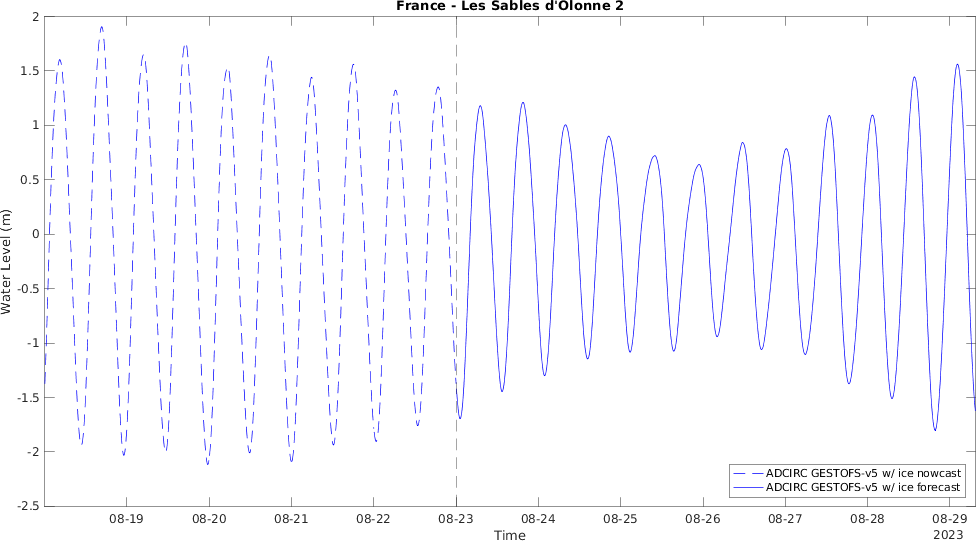 France - Les Sables d'Olonne 2
2
1.5
1
0.5
0
-0.5
-1
-1.5
-2
-2.5
Water Level (m)
ADCIRC GESTOFS-v5 w/ ice nowcast
ADCIRC GESTOFS-v5 w/ ice forecast
08-19 08-20 08-21 08-22 08-23 08-24 08-25 08-26 08-27 08-28 08-29
Time
2023